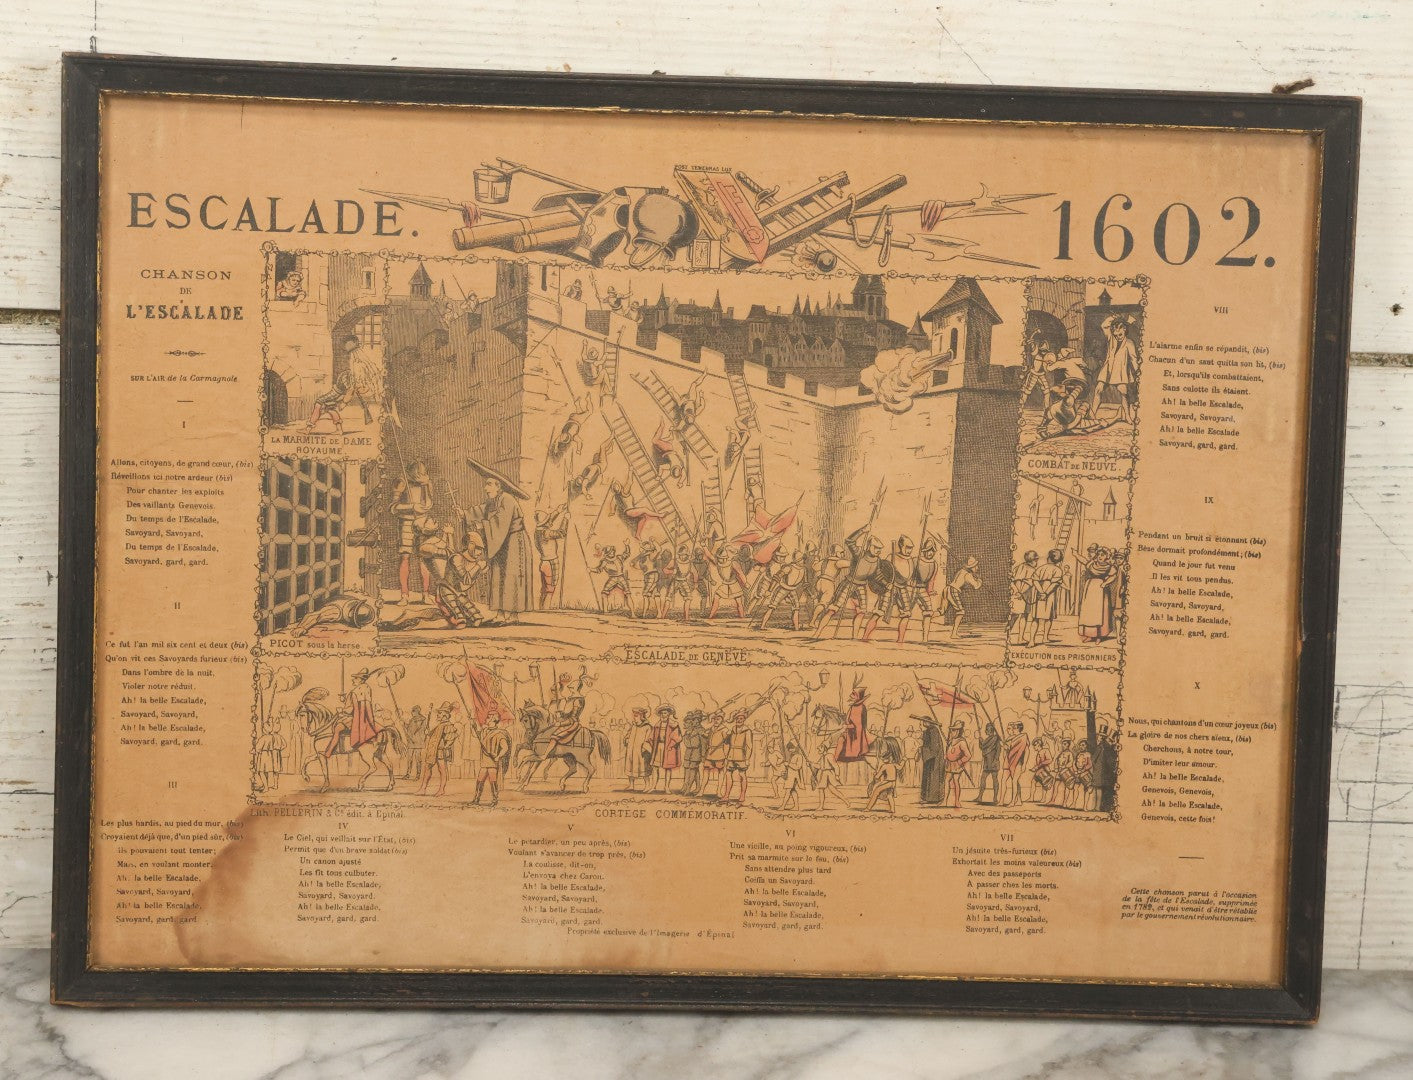 POST TENEBRAS LUX
ESCALADE.
1602.
CHANSON
DE
L'ESCALADE
SUR L'AIR de la Carmagnole.
I
Allons, citoyens, de grand cœur, (bis)
Réveillons ici notre ardeur (bis)
Pour chanter les exploits
Des vaillants Genevois.
Du temps de l'Escalade,
Savoyard, Savoyard,
Du temps de l'Escalade,
Savoyard, gard, gard.
II
Ce fut l'an mil six cent et deux (bis)
Qu'on vit ces Savoyards furieux (bis)
Dans l'ombre de la nuit,
Violer notre réduit.
Ah! la belle Escalade,
Savoyard, Savoyard,
Ah! la belle Escalade,
Savoyard, gard, gard.
III
Les plus hardis, au pied du mur, (bis)
Croyaient déjà que, d'un pied sûr, (bis)
ils pouvaient tout tenter;
Mais, en voulant monter,
Ah! la belle Escalade,
Savoyard, Savoyard,
Ah! la belle Escalade,
Savoyard, gard, gard.
LA MARMITE DE DAME
ROYAUME.
PICOT sous la herse.
ESCALADE DE GENÈVE
COMBAT DE NEUVE.
EXÉCUTION DES PRISONNIERS
Lith. PELLERIN & Cie édit. à Epinal.
CORTÈGE COMMÉMORATIF.
IV
Le Ciel, qui veillait sur l'État, (bis)
Permit que d'un brave soldat (bis)
Un canon ajusté
Les fit tous culbuter.
Ah! la belle Escalade,
Savoyard, Savoyard.
Ah! la belle Escalade,
Savoyard, gard, gard.
V
Le pétardier, un peu après, (bis)
Voulant s'avancer de trop près, (bis)
La coulisse, dit-on,
L'envoya chez Caron.
Ah! la belle Escalade,
Savoyard, Savoyard,
Ah! la belle Escalade,
Savoyard, gard, gard.
VI
Une vieille, au poing vigoureux, (bis)
Prit sa marmite sur le feu, (bis)
Sans attendre plus tard
Coiffa un Savoyard.
Ah! la belle Escalade,
Savoyard, Savoyard,
Ah! la belle Escalade,
Savoyard, gard, gard.
VII
Un jésuite très-furieux (bis)
Exhortait les moins valeureux (bis)
Avec des passeports
A passer chez les morts.
Ah! la belle Escalade,
Savoyard, Savoyard,
Ah! la belle Escalade,
Savoyard, gard, gard.
VIII
L'alarme enfin se répandit, (bis)
Chacun d'un saut quitta son lit, (bis)
Et, lorsqu'ils combattaient,
Sans culotte ils étaient.
Ah! la belle Escalade,
Savoyard, Savoyard,
Ah! la belle Escalade
Savoyard, gard, gard.
IX
Pendant un bruit si étonnant (bis)
Bèse dormait profondément; (bis)
Quand le jour fut venu
Il les vit tous pendus.
Ah! la belle Escalade,
Savoyard, Savoyard,
Ah! la belle Escalade,
Savoyard, gard, gard.
X
Nous, qui chantons d'un cœur joyeux (bis)
La gloire de nos chers aïeux, (bis)
Cherchons, à notre tour,
D'imiter leur amour.
Ah! la belle Escalade,
Genevois, Genevois,
Ah! la belle Escalade,
Genevois, cette fois!
Cette chanson parut à l'occasion
de la fête de l'Escalade, supprimée
en 1782, et qui venait d'être rétablie
par le gouvernement révolutionnaire.
Propriété exclusive de l'Imagerie d'Épinal